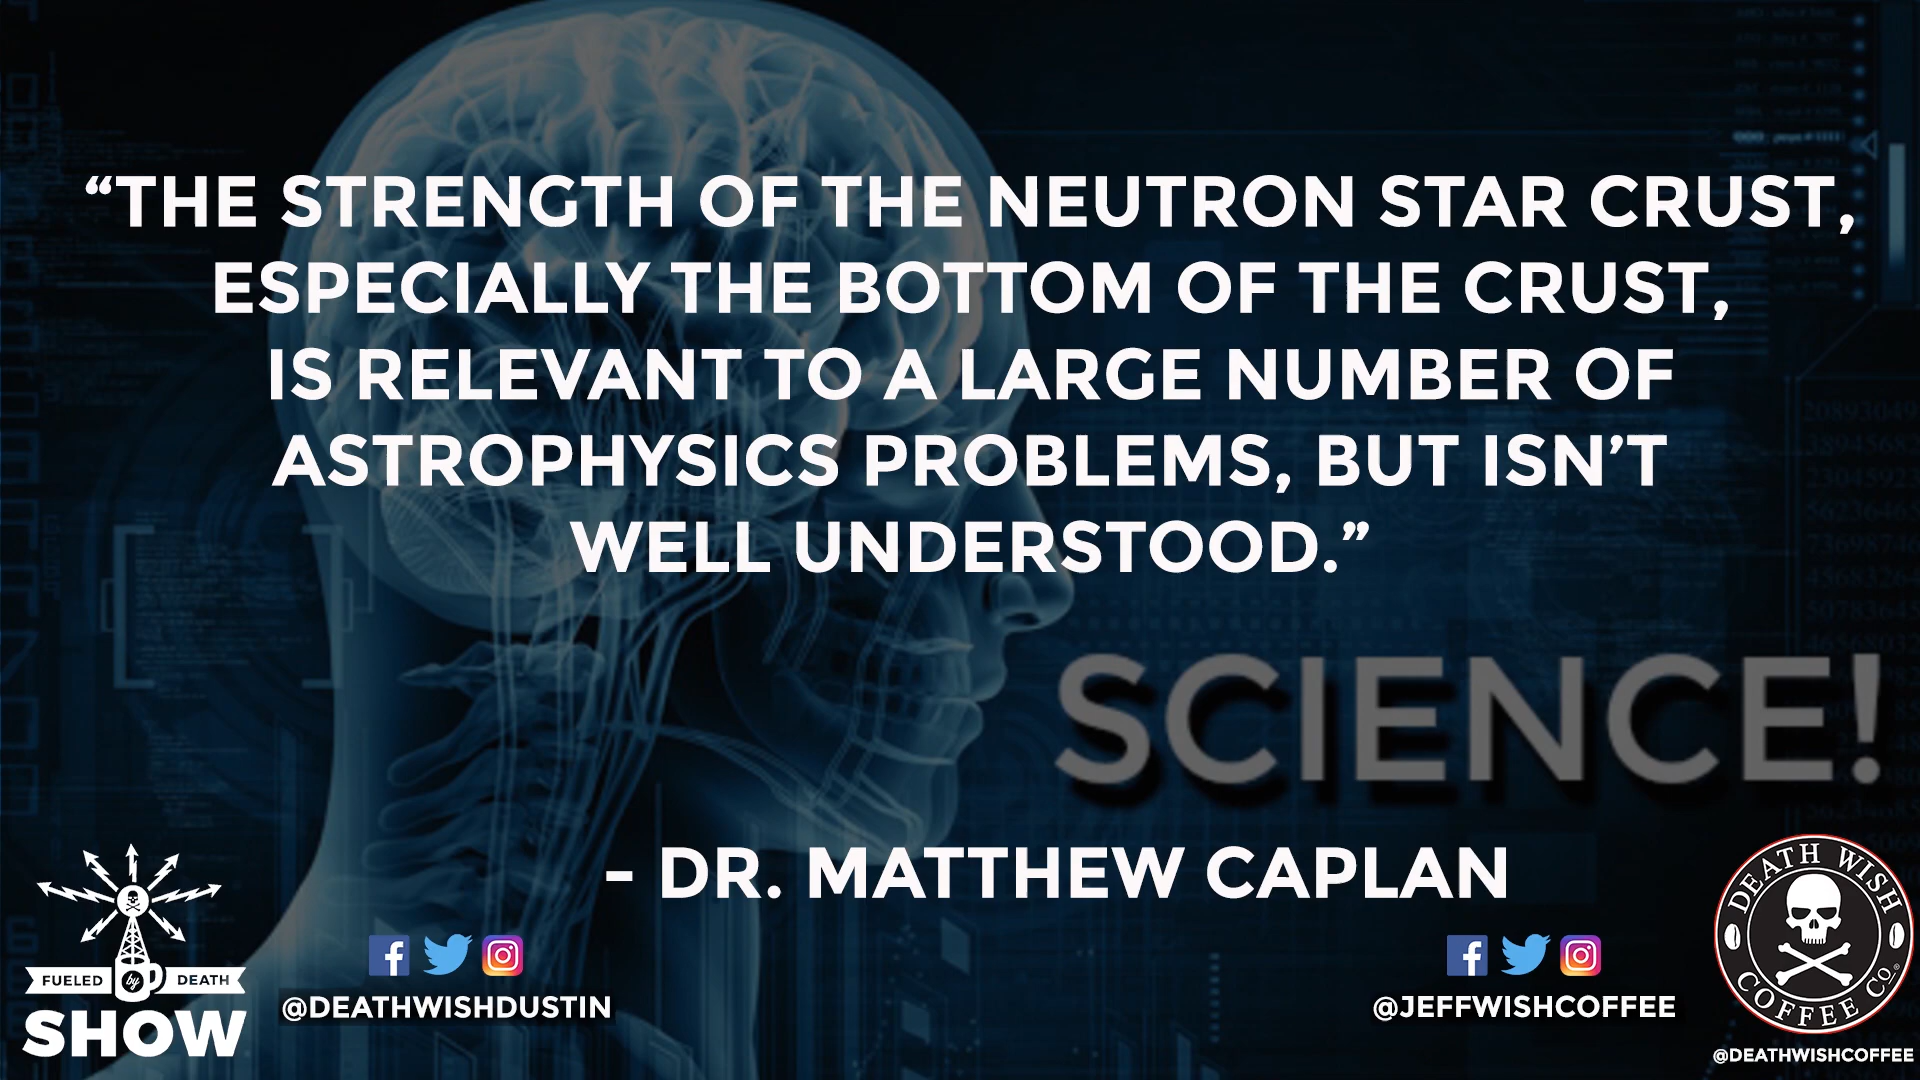 “THE STRENGTH OF THE NEUTRON STAR CRUST,
ESPECIALLY THE BOTTOM OF THE CRUST,
IS RELEVANT TO A LARGE NUMBER OF
ASTROPHYSICS PROBLEMS, BUT ISN’T
WELL UNDERSTOOD.”
SCIENCE!
- DR. MATTHEW CAPLAN
FUELED by DEATH
SHOW
@DEATHWISHDUSTIN
@JEFFWISHCOFFEE
DEATH WISH
COFFEE CO.®
@DEATHWISHCOFFEE